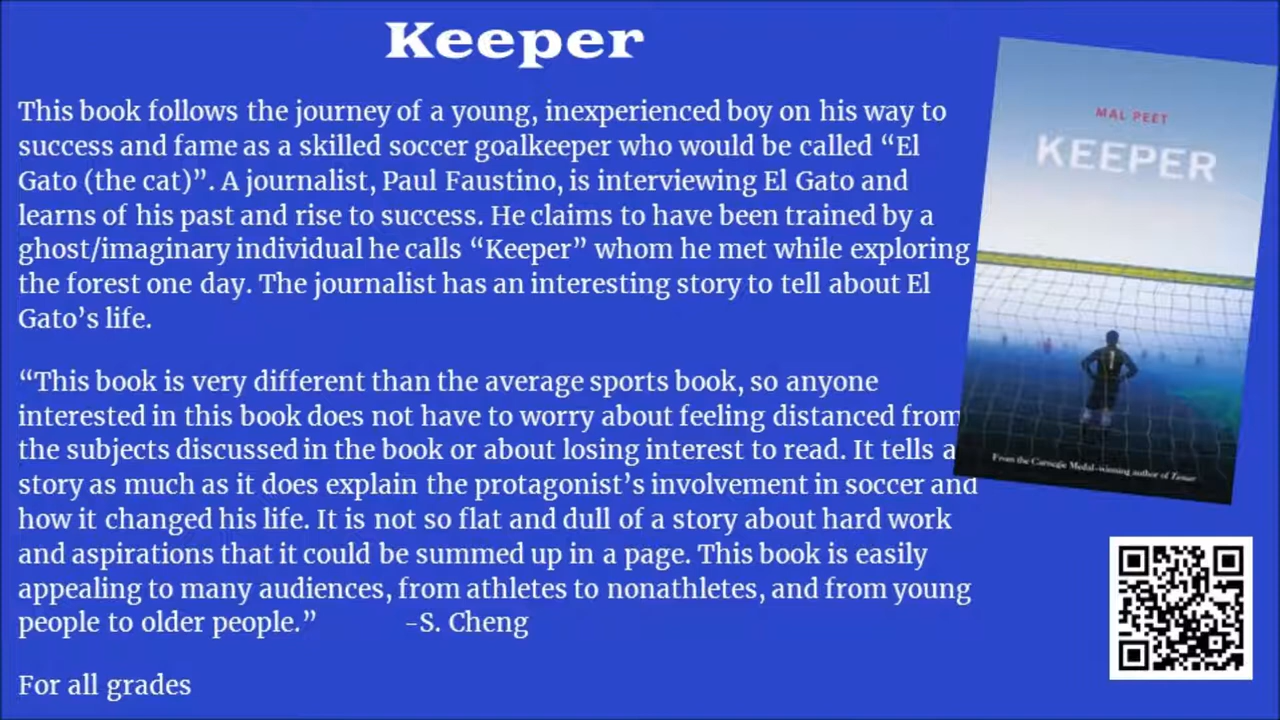 Keeper
This book follows the journey of a young, inexperienced boy on his way to
success and fame as a skilled soccer goalkeeper who would be called “El
Gato (the cat)”. A journalist, Paul Faustino, is interviewing El Gato and
learns of his past and rise to success. He claims to have been trained by a
ghost/imaginary individual he calls “Keeper” whom he met while exploring
the forest one day. The journalist has an interesting story to tell about El
Gato’s life.
“This book is very different than the average sports book, so anyone
interested in this book does not have to worry about feeling distanced from
the subjects discussed in the book or about losing interest to read. It tells a
story as much as it does explain the protagonist’s involvement in soccer and
how it changed his life. It is not so flat and dull of a story about hard work
and aspirations that it could be summed up in a page. This book is easily
appealing to many audiences, from athletes to nonathletes, and from young
people to older people.” -S. Cheng
For all grades
MAL PEET
KEEPER
1
From the Carnegie Medal-winning author of Tamar